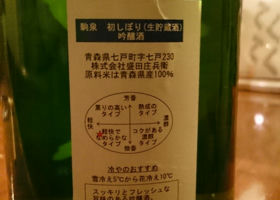 駒泉 初しぼり(生貯蔵酒)
吟醸酒
青森県七戸町字七戸230
株式会社盛田庄兵衛
原料米は青森県産100%
芳香
薫りの高い
タイプ
熟成の
タイプ
軽快
濃醇
軽快で
なめらかな
タイプ
コクがある
タイプ
冷やのおすすめ
雪冷え5℃から花冷え10℃
スッキリとフレッシュな